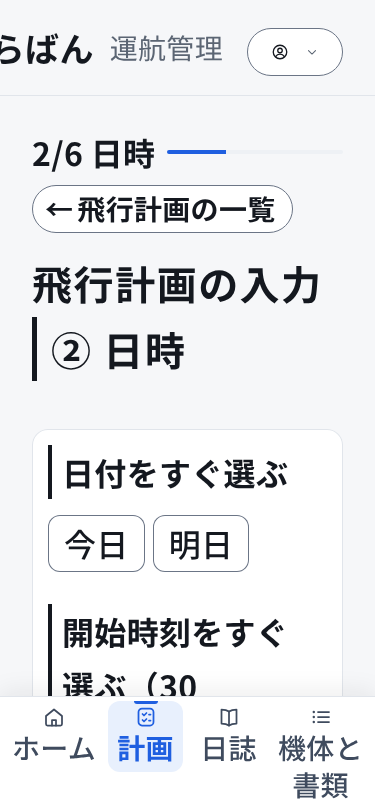 らばん 運航管理
2/6 日時
← 飛行計画の一覧
飛行計画の入力
② 日時
日付をすぐ選ぶ
今日 明日
開始時刻をすぐ
選ぶ（30
ホーム 計画 日誌 機体と
書類